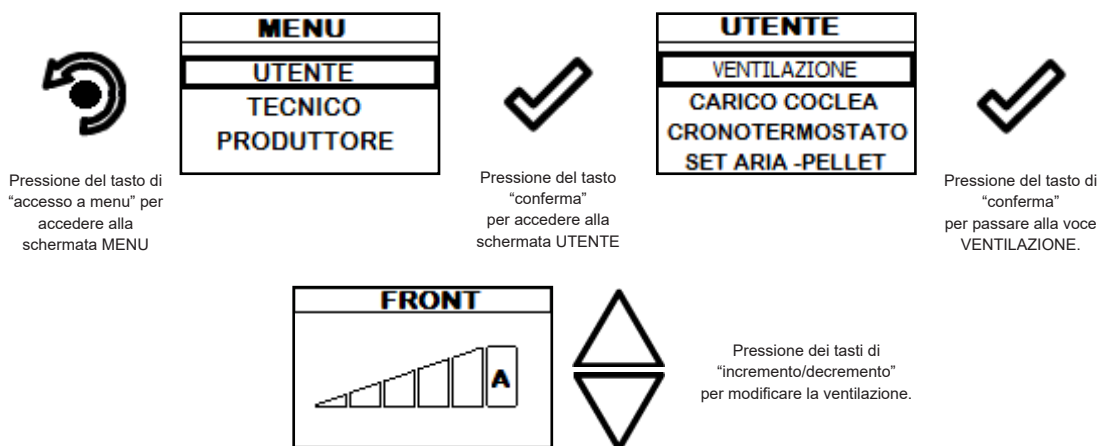 MENU
UTENTE
TECNICO
PRODUTTORE
Pressione del tasto di
“accesso a menu” per
accedere alla
schermata MENU
Pressione del tasto
“conferma”
per accedere alla
schermata UTENTE
UTENTE
VENTILAZIONE
CARICO COCLEA
CRONOTERMOSTATO
SET ARIA -PELLET
Pressione del tasto di
“conferma”
per passare alla voce
VENTILAZIONE.
FRONT
A
Pressione dei tasti di
“incremento/decremento”
per modificare la ventilazione.